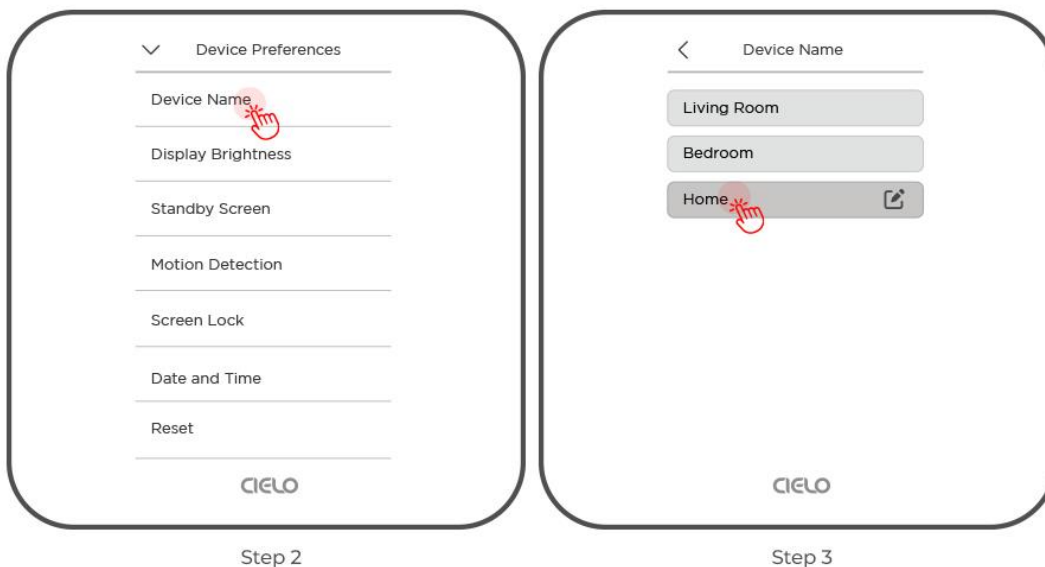 Device Preferences
Device Name
Display Brightness
Standby Screen
Motion Detection
Screen Lock
Date and Time
Reset
CIELO
Step 2
Device Name
Living Room
Bedroom
Home
CIELO
Step 3